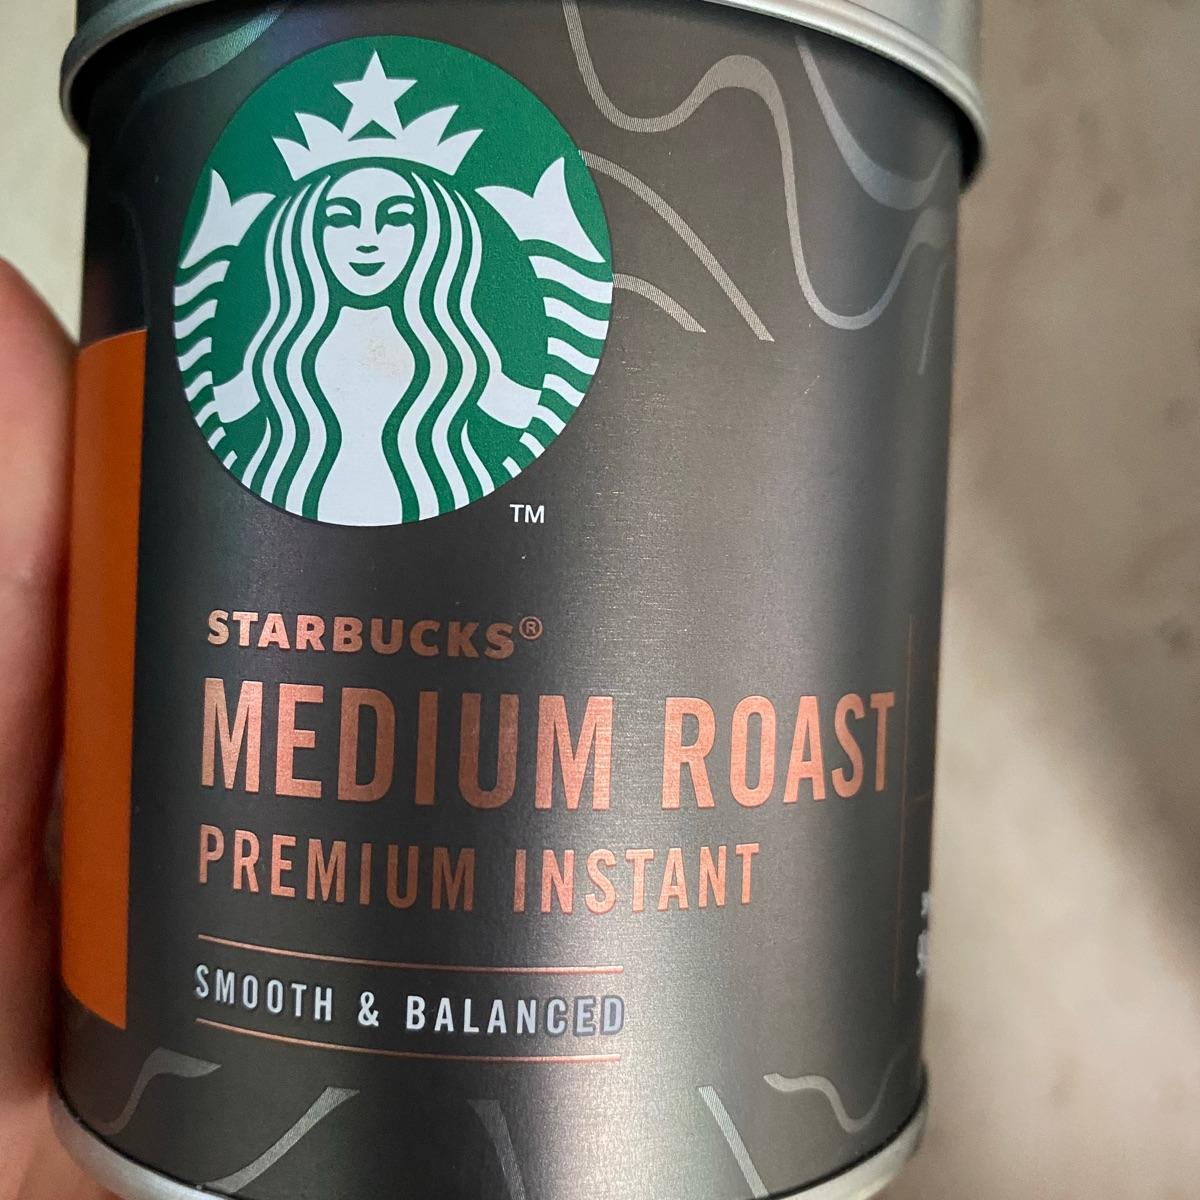 TM
STARBUCKS®
MEDIUM ROAST
PREMIUM INSTANT
SMOOTH & BALANCED